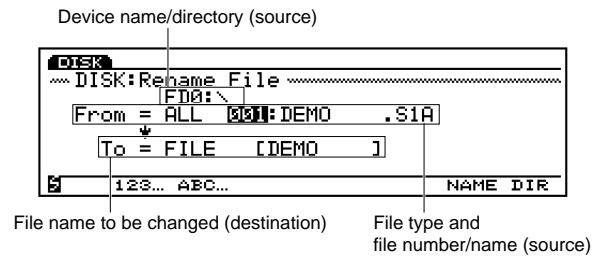 Device name/directory (source)
DISK
DISK:Rename File
FD0:\
From = ALL 001:DEMO .S1A
To = FILE [DEMO ]
123... ABC... NAME DIR
File name to be changed (destination)
File type and
file number/name (source)